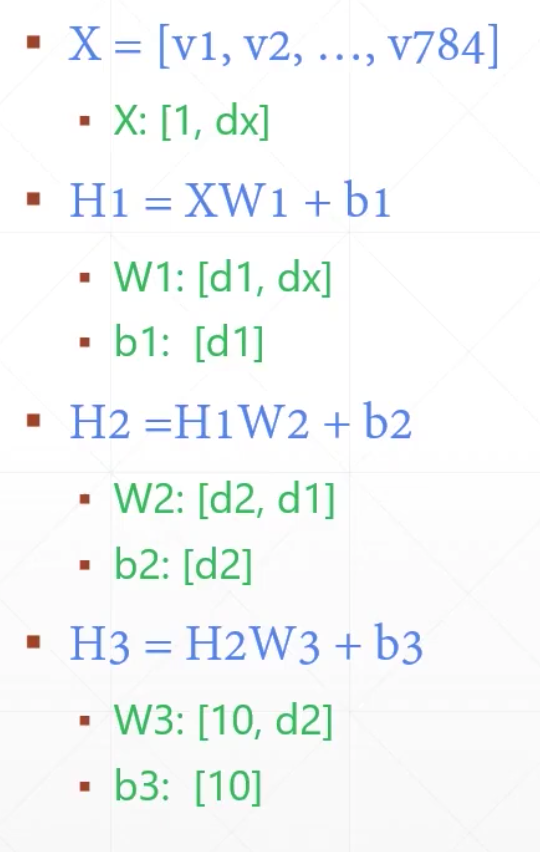 X = [v1, v2, …, v784]
X: [1, dx]
H1 = XW1 + b1
W1: [d1, dx]
b1: [d1]
H2 =H1W2 + b2
W2: [d2, d1]
b2: [d2]
H3 = H2W3 + b3
W3: [10, d2]
b3: [10]